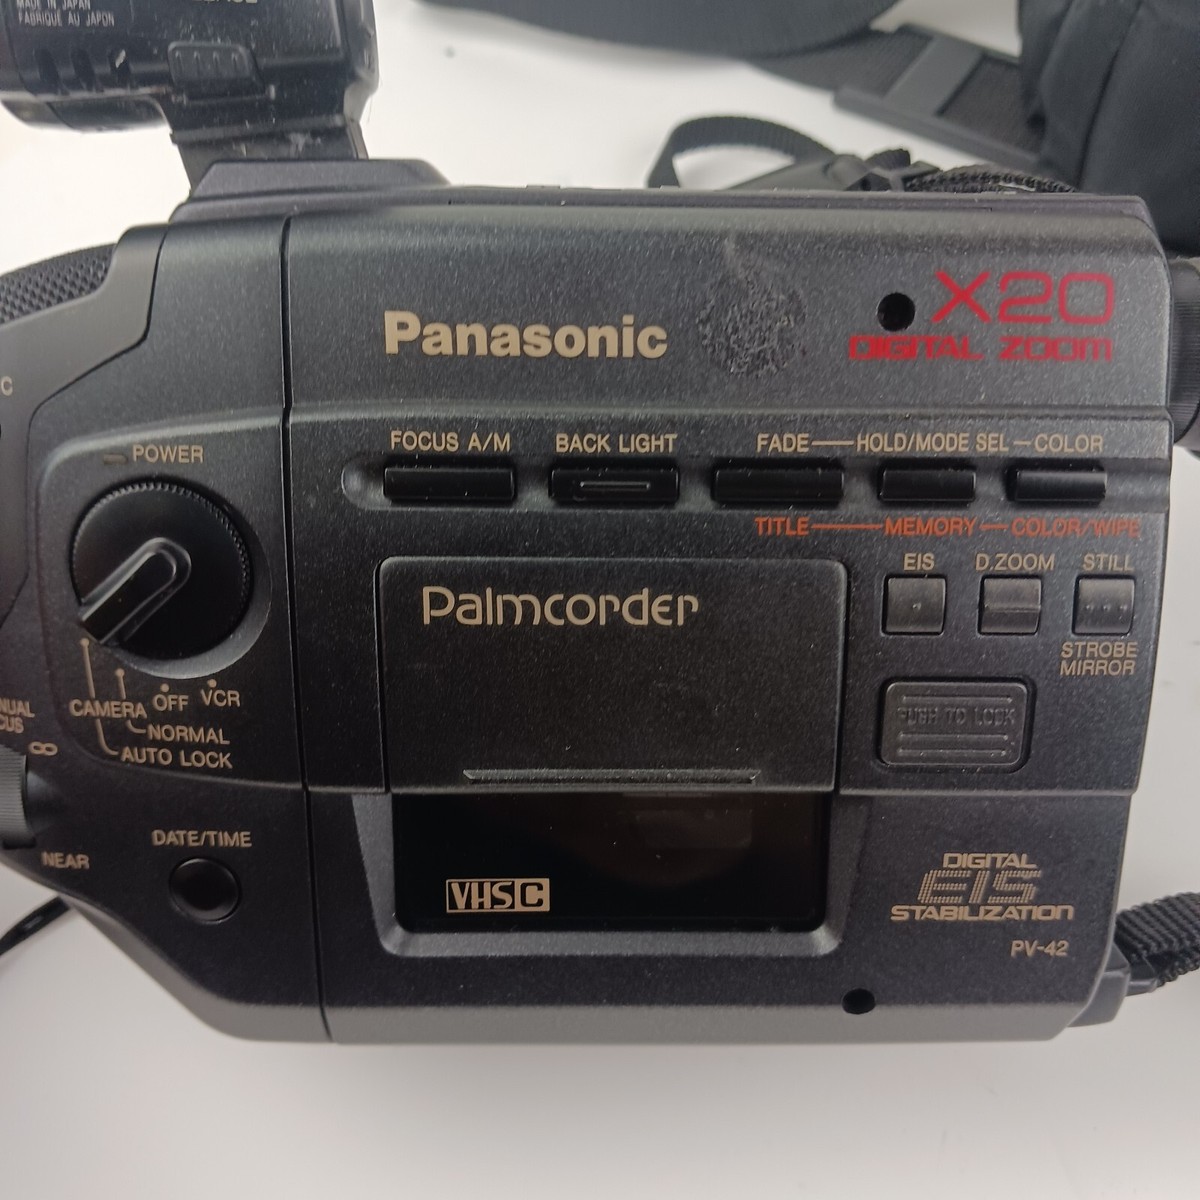 MADE IN JAPAN
FABRIQUÉ AU JAPON
Panasonic
X20
DIGITAL ZOOM
C
POWER
FOCUS A/M BACK LIGHT FADE HOLD/MODE SEL COLOR
TITLE MEMORY COLOR/WIPE
EIS D.ZOOM STILL
STROBE
MIRROR
Palmcorder
PUSH TO LOCK
CAMERA OFF VCR
NORMAL
AUTO LOCK
∞
DATE/TIME
NEAR
VHS C
DIGITAL
EIS
STABILIZATION
PV-42